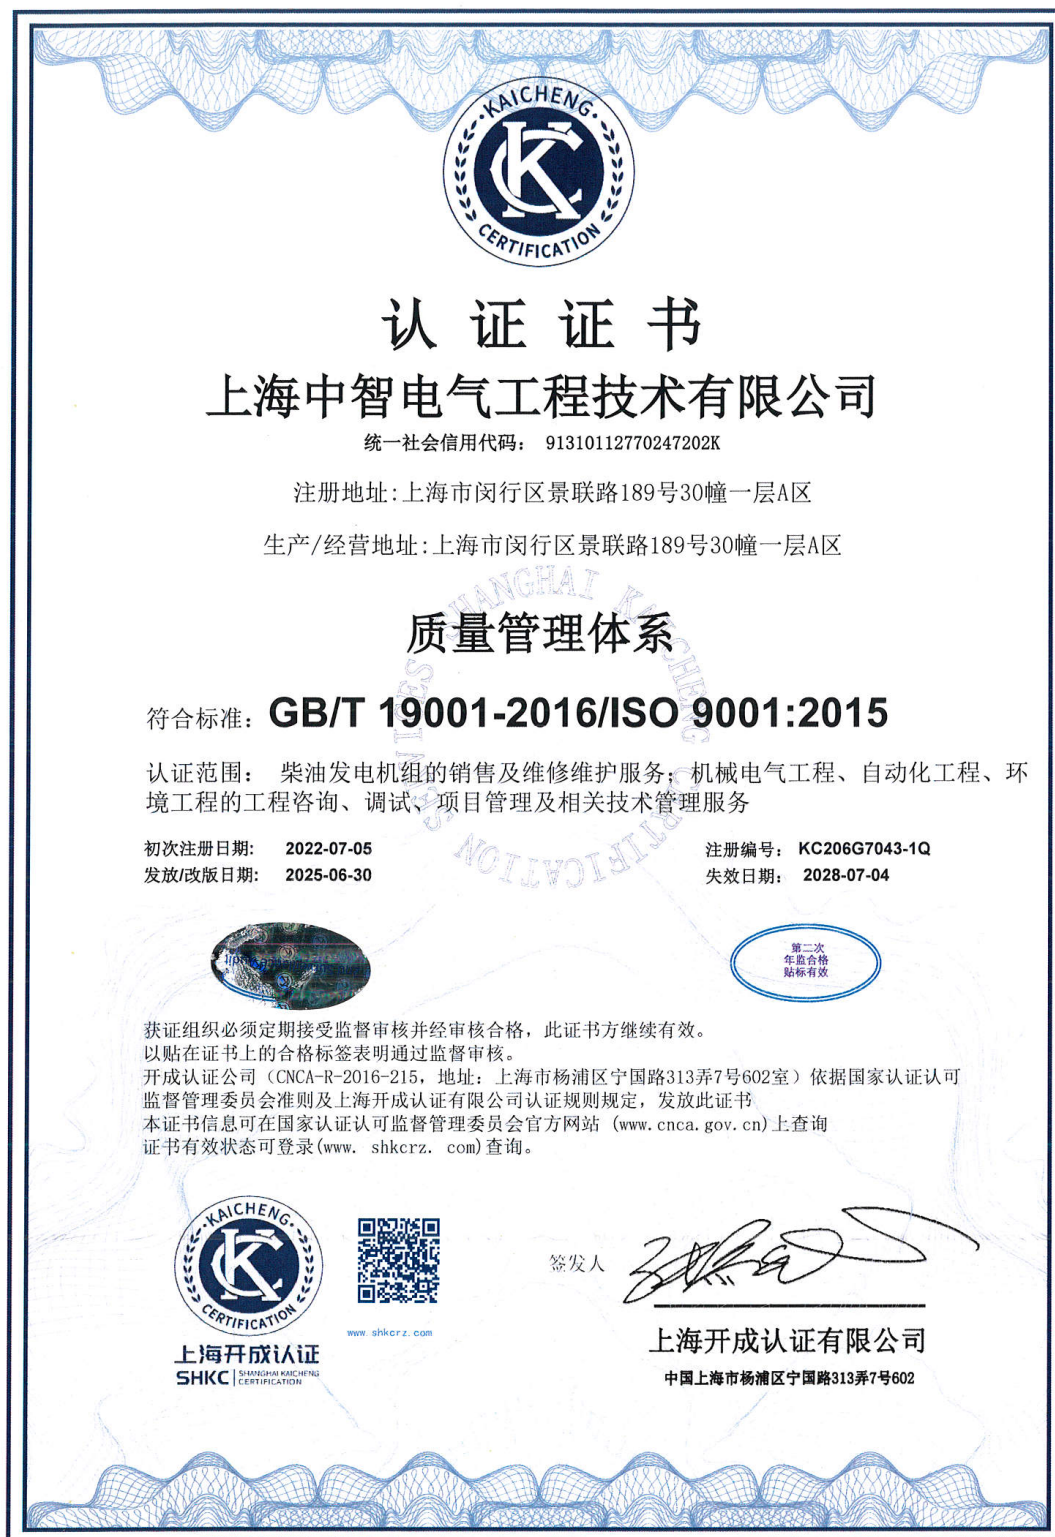 KAICHENG
KC
CERTIFICATION
认证证书
上海中智电气工程技术有限公司
统一社会信用代码： 91310112770247202K
注册地址:上海市闵行区景联路189号30幢一层A区
生产/经营地址:上海市闵行区景联路189号30幢一层A区
SHANGHAI KAICHENG CERTIFICATION SERVICES
质量管理体系
符合标准: GB/T 19001-2016/ISO 9001:2015
认证范围： 柴油发电机组的销售及维修维护服务；机械电气工程、自动化工程、环
境工程的工程咨询、调试、项目管理及相关技术管理服务
初次注册日期: 2022-07-05 注册编号: KC206G7043-1Q
发放/改版日期: 2025-06-30 失效日期: 2028-07-04
第二次
年监合格
贴标有效
获证组织必须定期接受监督审核并经审核合格，此证书方继续有效。
以贴在证书上的合格标签表明通过监督审核。
开成认证公司（CNCA-R-2016-215，地址：上海市杨浦区宁国路313弄7号602室）依据国家认证认可
监督管理委员会准则及上海开成认证有限公司认证规则规定，发放此证书
本证书信息可在国家认证认可监督管理委员会官方网站 (www.cnca.gov.cn)上查询
证书有效状态可登录(www. shkcrz. com)查询。
KAICHENG
KC
CERTIFICATION
上海开成认证
SHKC SHANGHAI KAICHENG
CERTIFICATION
www.shkcrz.com
签发人
上海开成认证有限公司
中国上海市杨浦区宁国路313弄7号602